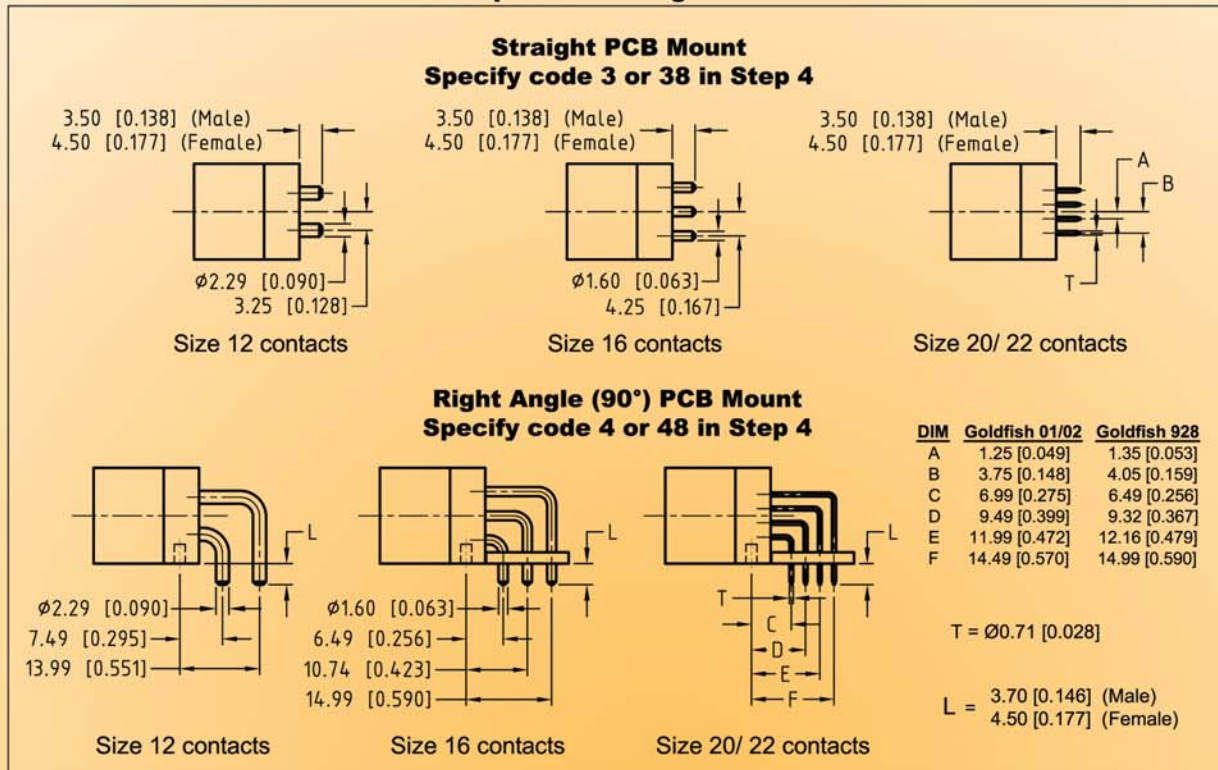 Straight PCB Mount
Specify code 3 or 38 in Step 4
3.50 [0.138] (Male)
4.50 [0.177] (Female)
ϕ2.29 [0.090]
3.25 [0.128]
Size 12 contacts
3.50 [0.138] (Male)
4.50 [0.177] (Female)
ϕ1.60 [0.063]
4.25 [0.167]
Size 16 contacts
3.50 [0.138] (Male)
4.50 [0.177] (Female)
A
B
T
Size 20/ 22 contacts
Right Angle (90°) PCB Mount
Specify code 4 or 48 in Step 4
L
ϕ2.29 [0.090]
7.49 [0.295]
13.99 [0.551]
Size 12 contacts
L
ϕ1.60 [0.063]
6.49 [0.256]
10.74 [0.423]
14.99 [0.590]
Size 16 contacts
L
T
C
D
E
F
Size 20/ 22 contacts
DIM Goldfish 01/02 Goldfish 928
A 1.25 [0.049] 1.35 [0.053]
B 3.75 [0.148] 4.05 [0.159]
C 6.99 [0.275] 6.49 [0.256]
D 9.49 [0.399] 9.32 [0.367]
E 11.99 [0.472] 12.16 [0.479]
F 14.49 [0.570] 14.99 [0.590]
T = Ø0.71 [0.028]
L = 3.70 [0.146] (Male)
4.50 [0.177] (Female)